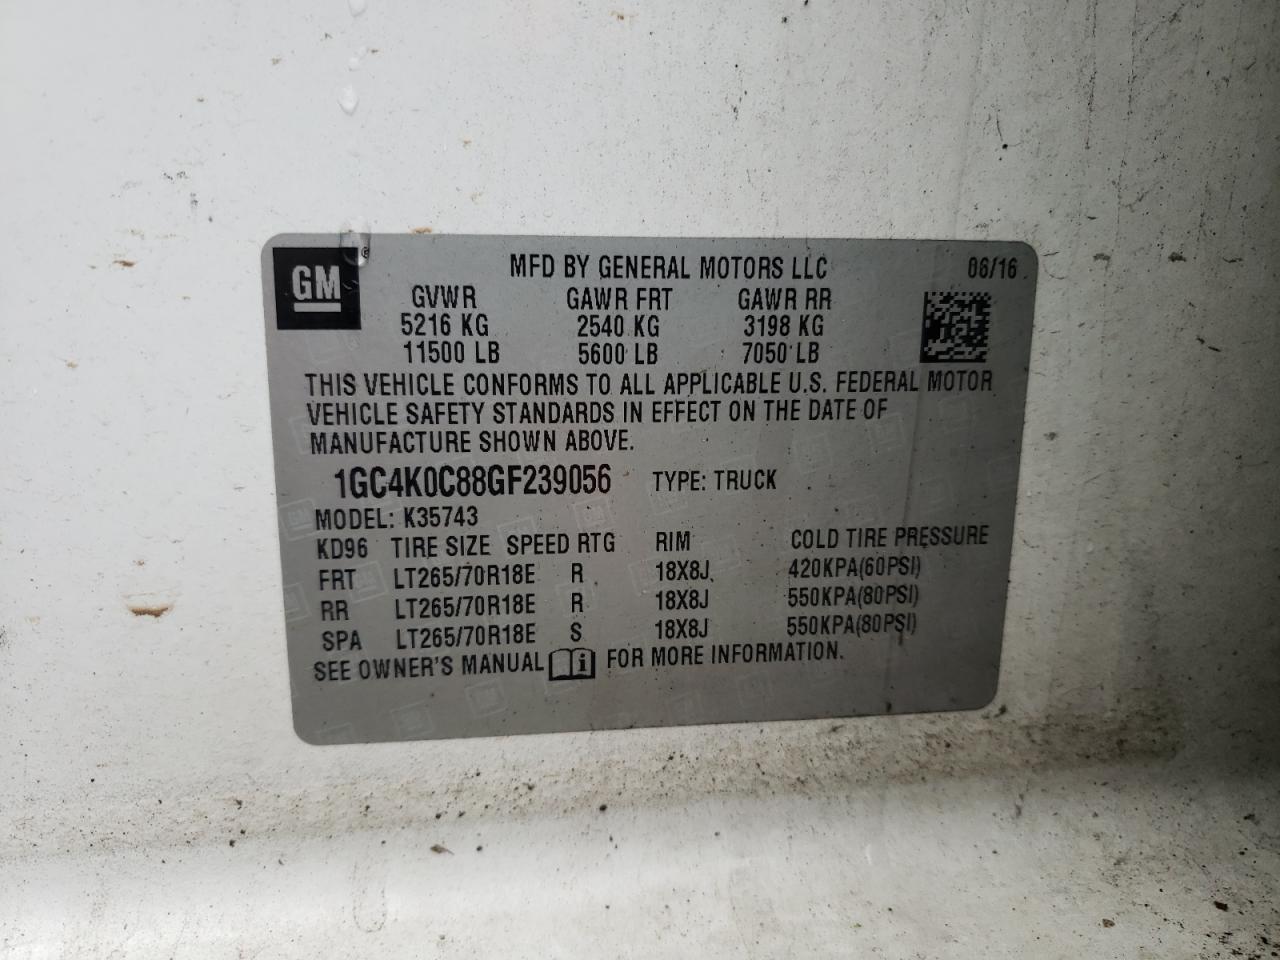 GM ®
MFD BY GENERAL MOTORS LLC 06/16
GVWR GAWR FRT GAWR RR
5216 KG 2540 KG 3198 KG
11500 LB 5600 LB 7050 LB
THIS VEHICLE CONFORMS TO ALL APPLICABLE U.S. FEDERAL MOTOR
VEHICLE SAFETY STANDARDS IN EFFECT ON THE DATE OF
MANUFACTURE SHOWN ABOVE.
1GC4K0C88GF239056 TYPE: TRUCK
MODEL: K35743
KD96 TIRE SIZE SPEED RTG RIM COLD TIRE PRESSURE
FRT LT265/70R18E R 18X8J 420KPA(60PSI)
RR LT265/70R18E R 18X8J 550KPA(80PSI)
SPA LT265/70R18E S 18X8J 550KPA(80PSI)
SEE OWNER'S MANUAL i FOR MORE INFORMATION.